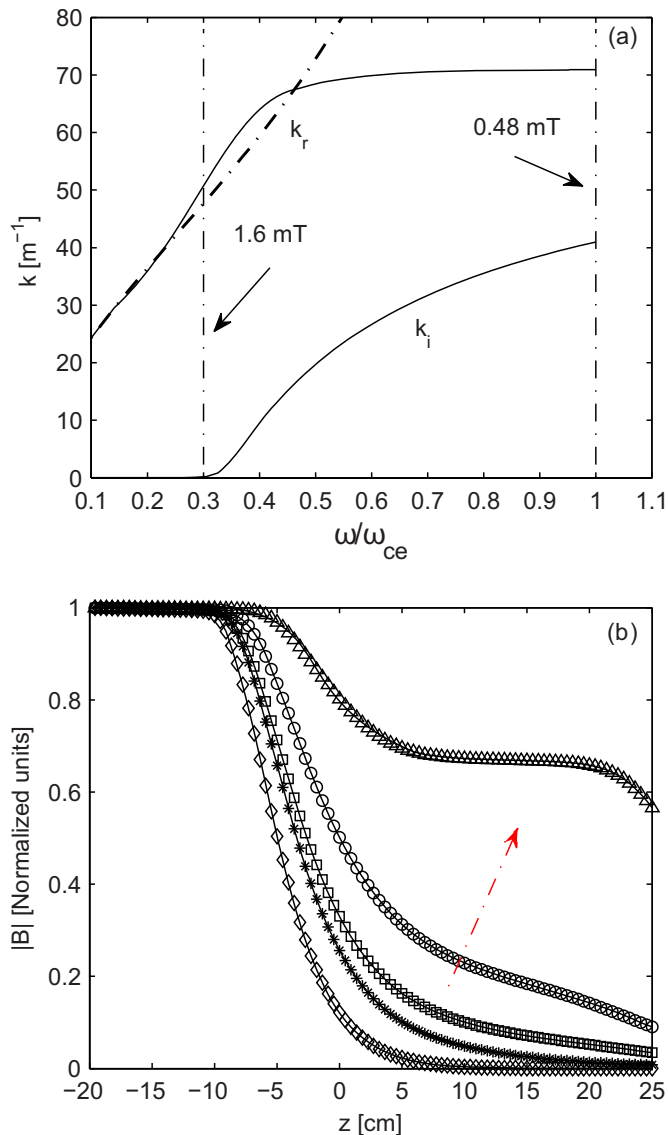 (a)
80
70
60
50
40
30
20
10
0
k [m⁻¹]
k_r
0.48 mT
1.6 mT
k_i
0.1 0.2 0.3 0.4 0.5 0.6 0.7 0.8 0.9 1 1.1
ω/ω_ce
(b)
1
0.8
0.6
0.4
0.2
0
|B| [Normalized units]
−20 −15 −10 −5 0 5 10 15 20 25
z [cm]